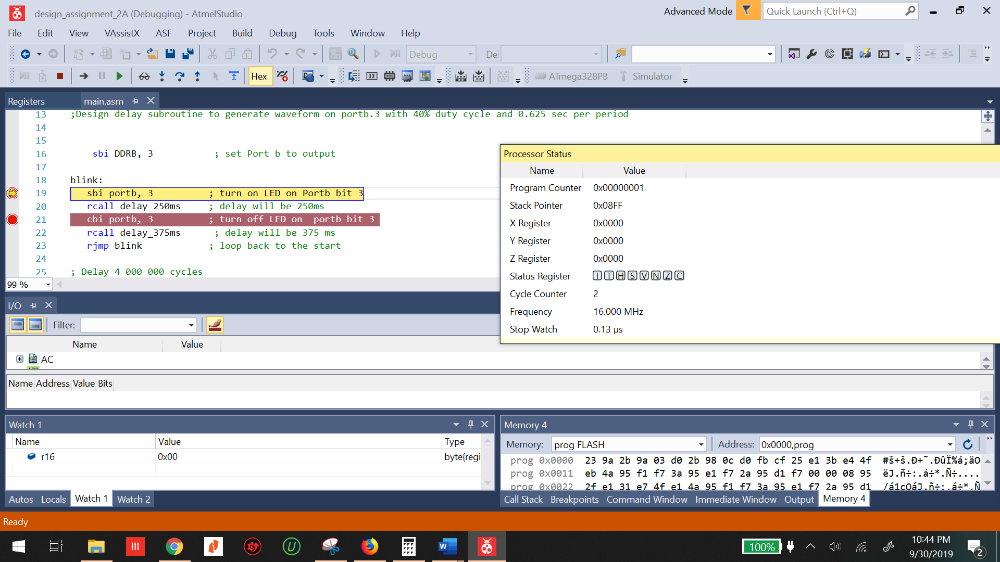 design_assignment_2A (Debugging) - AtmelStudio
Advanced Mode
Quick Launch (Ctrl+Q)
File Edit View VAssistX ASF Project Build Debug Tools Window Help
Debug
Hex
ATmega328PB
Simulator
Registers
main.asm
13 ;Design delay subroutine to generate waveform on portb.3 with 40% duty cycle and 0.625 sec per period
14
15
16 sbi DDRB, 3 ; set Port b to output
17
18 blink:
19 sbi portb, 3 ; turn on LED on Portb bit 3
20 rcall delay_250ms ; delay will be 250ms
21 cbi portb, 3 ; turn off LED on portb bit 3
22 rcall delay_375ms ; delay will be 375 ms
23 rjmp blink ; loop back to the start
24
25 ; Delay 4 000 000 cycles
99 %
Processor Status
Name Value
Program Counter 0x00000001
Stack Pointer 0x08FF
X Register 0x0000
Y Register 0x0000
Z Register 0x0000
Status Register I T H S V N Z C
Cycle Counter 2
Frequency 16.000 MHz
Stop Watch 0.13 µs
I/O
Filter:
Name Value
AC
Name Address Value Bits
Watch 1
Name Value Type
r16 0x00 byte{regi
Autos Locals Watch 1 Watch 2
Memory 4
Memory: prog FLASH Address: 0x0000,prog
prog 0x0000 23 9a 2b 9a 03 d0 2b 98 0c d0 fb cf 25 e1 3b e4 4f #š+š.Ð+˜.ÐûÏ%á;äO
prog 0x0011 eb 4a 95 f1 f7 3a 95 e1 f7 2a 95 d1 f7 00 00 08 95 ëJ.ñ÷:.á÷*.Ñ÷....
prog 0x0022 2f e1 31 e7 4f e1 4a 95 f1 f7 3a 95 e1 f7 2a 95 d1 /á1çOáJ.ñ÷:.á÷*.Ñ
Call Stack Breakpoints Command Window Immediate Window Output Memory 4
Ready
100%
10:44 PM
9/30/2019
2